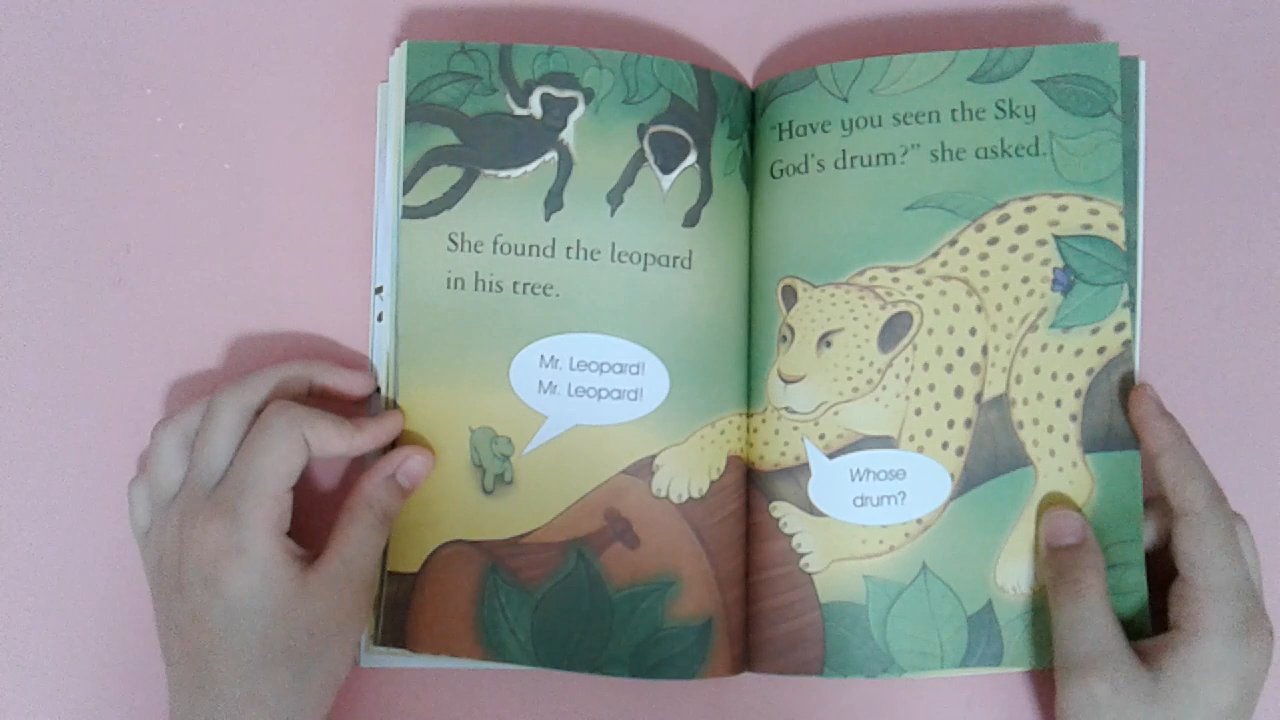 She found the leopard
in his tree.
Mr. Leopard!
Mr. Leopard!
"Have you seen the Sky
God's drum?" she asked.
Whose
drum?